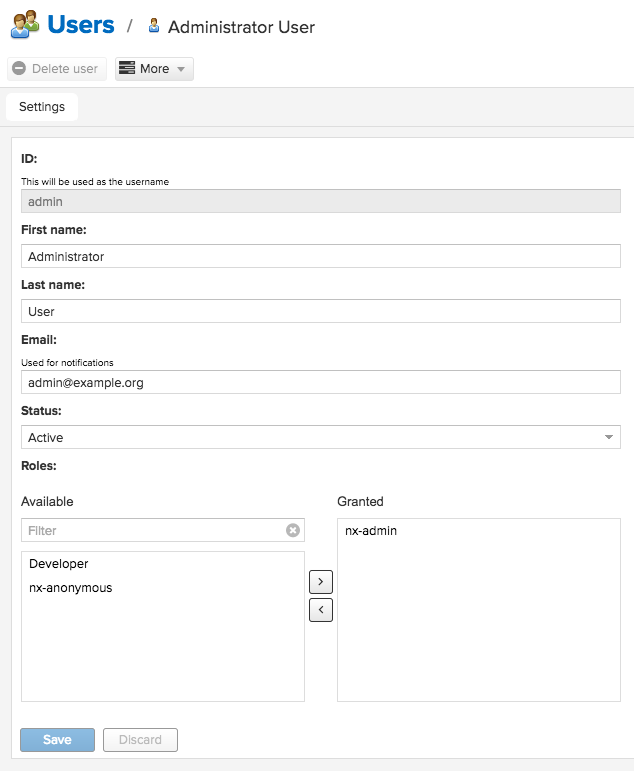 Users / Administrator User
Delete user More
Settings
ID:
This will be used as the username
admin
First name:
Administrator
Last name:
User
Email:
Used for notifications
admin@example.org
Status:
Active
Roles:
Available
Filter
Developer
nx-anonymous
>
<
Granted
nx-admin
Save Discard